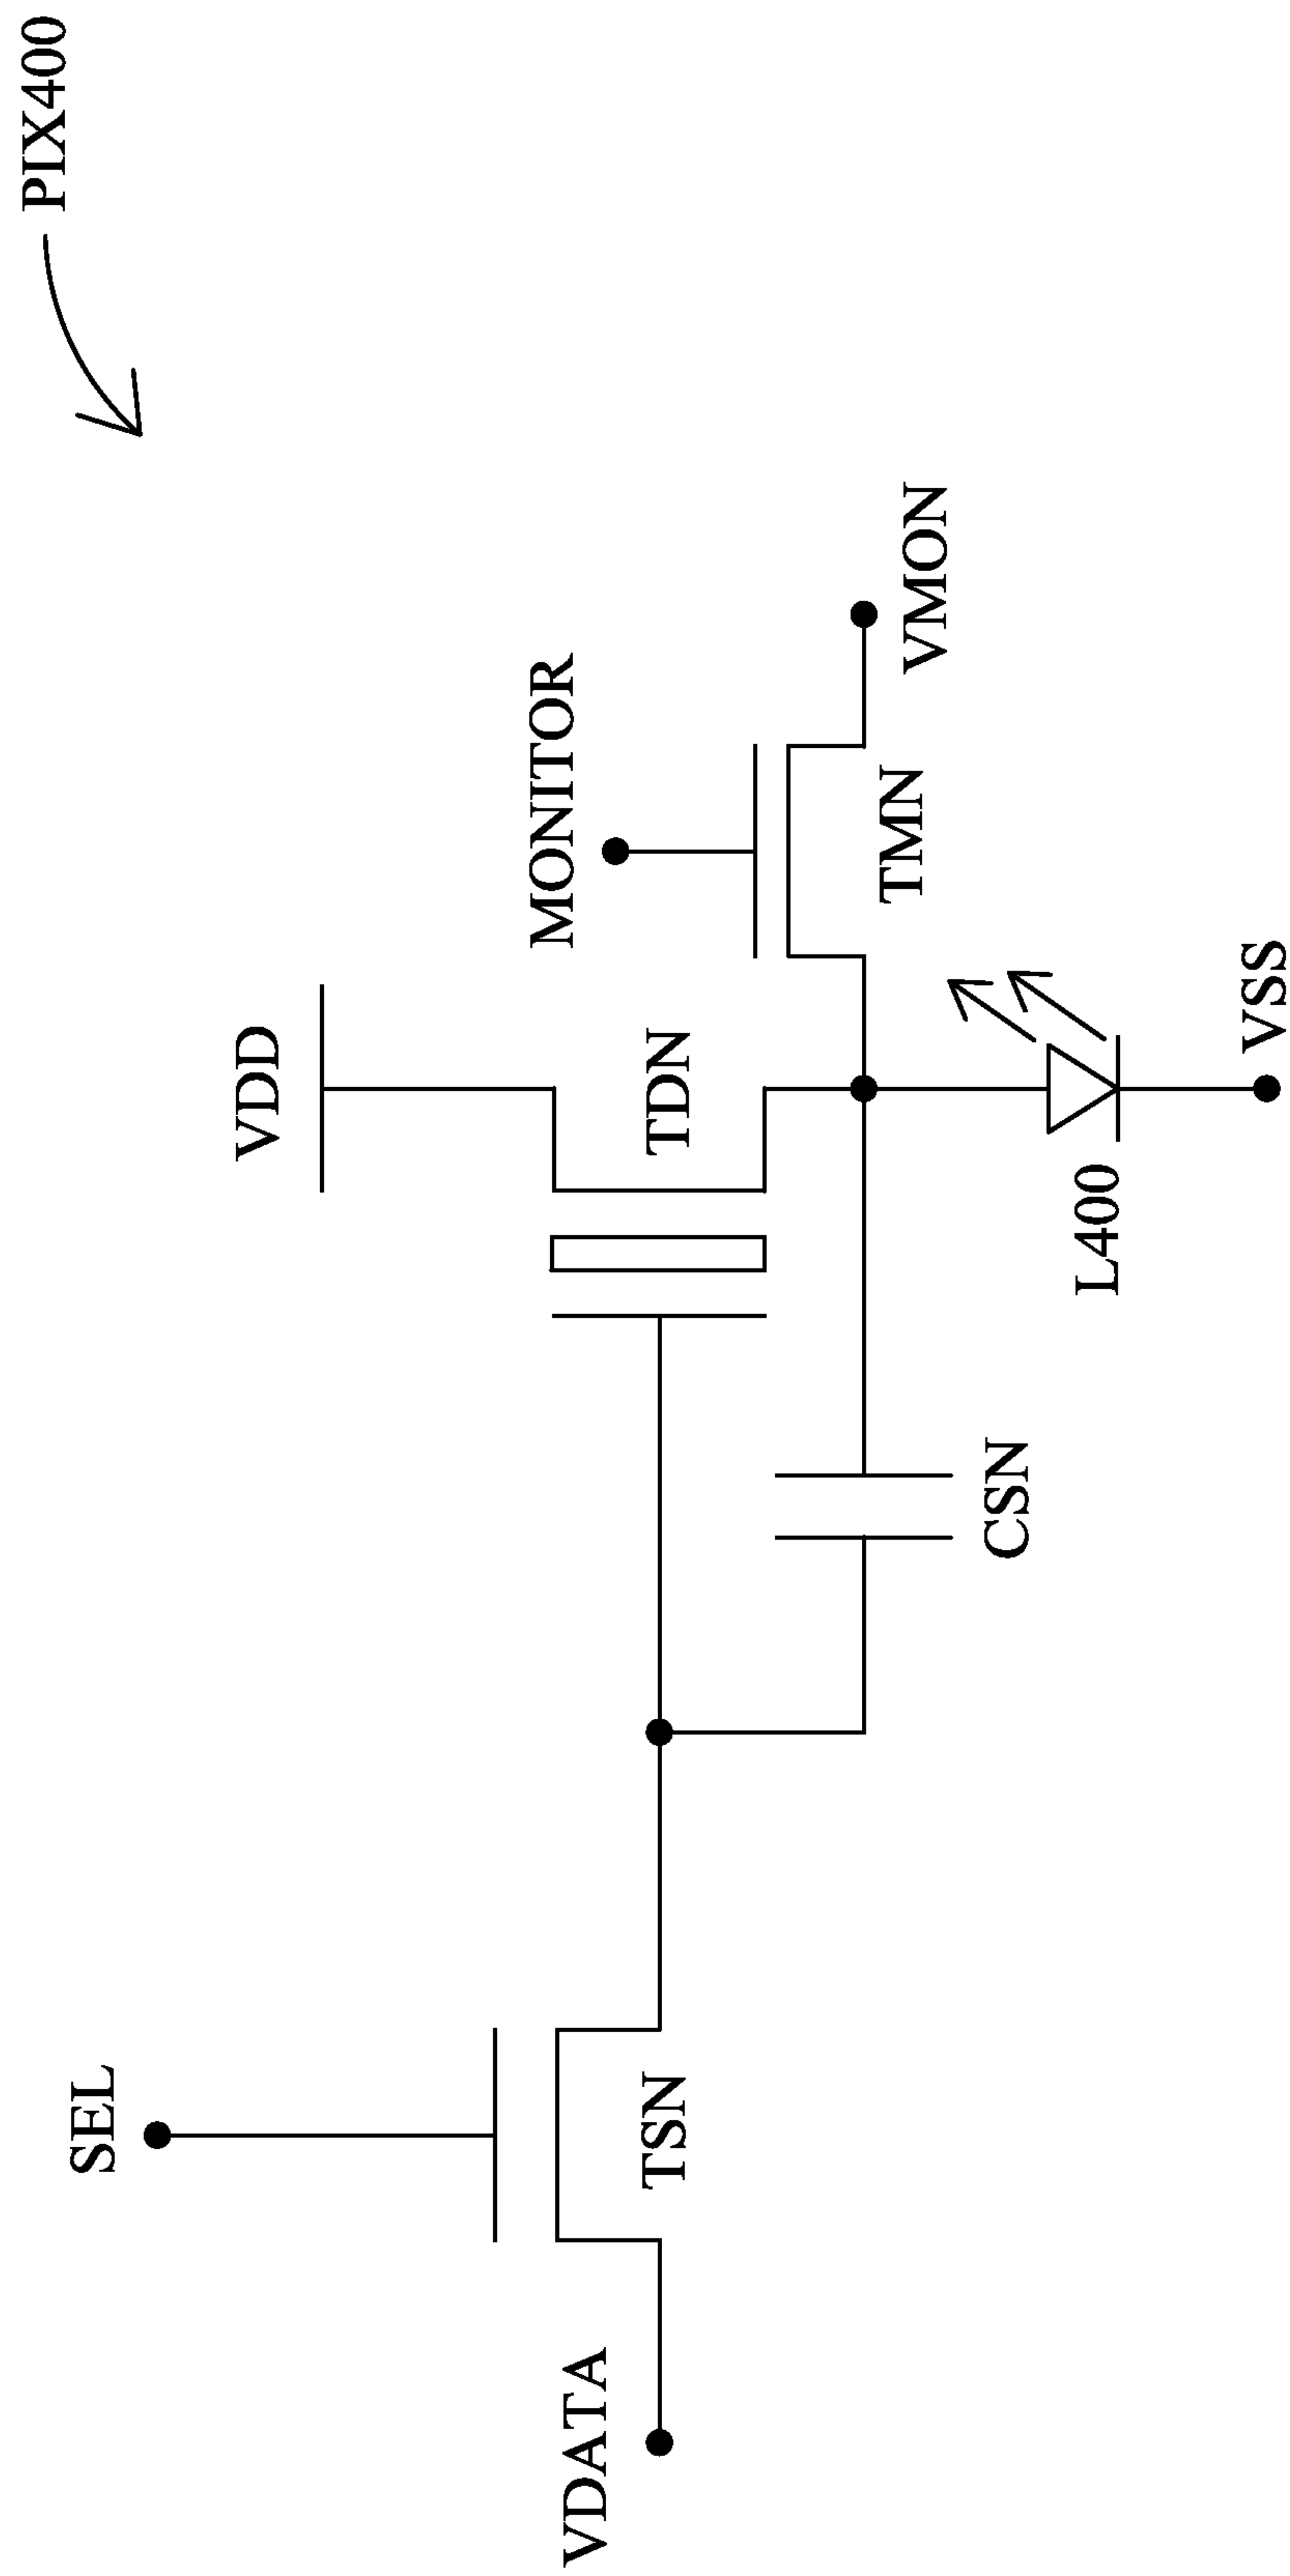 PIX400
SEL
VDD
MONITOR
VDATA
TSN
TDN
VMON
TMN
CSN
L400
VSS